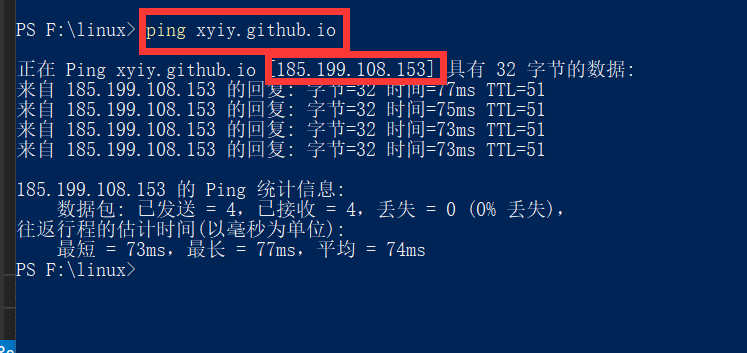 PS F:\linux> ping xyiy.github.io
正在 Ping xyiy.github.io [185.199.108.153] 具有 32 字节的数据:
来自 185.199.108.153 的回复: 字节=32 时间=77ms TTL=51
来自 185.199.108.153 的回复: 字节=32 时间=75ms TTL=51
来自 185.199.108.153 的回复: 字节=32 时间=73ms TTL=51
来自 185.199.108.153 的回复: 字节=32 时间=73ms TTL=51
185.199.108.153 的 Ping 统计信息:
数据包: 已发送 = 4，已接收 = 4，丢失 = 0 (0% 丢失)，
往返行程的估计时间(以毫秒为单位):
最短 = 73ms，最长 = 77ms，平均 = 74ms
PS F:\linux>